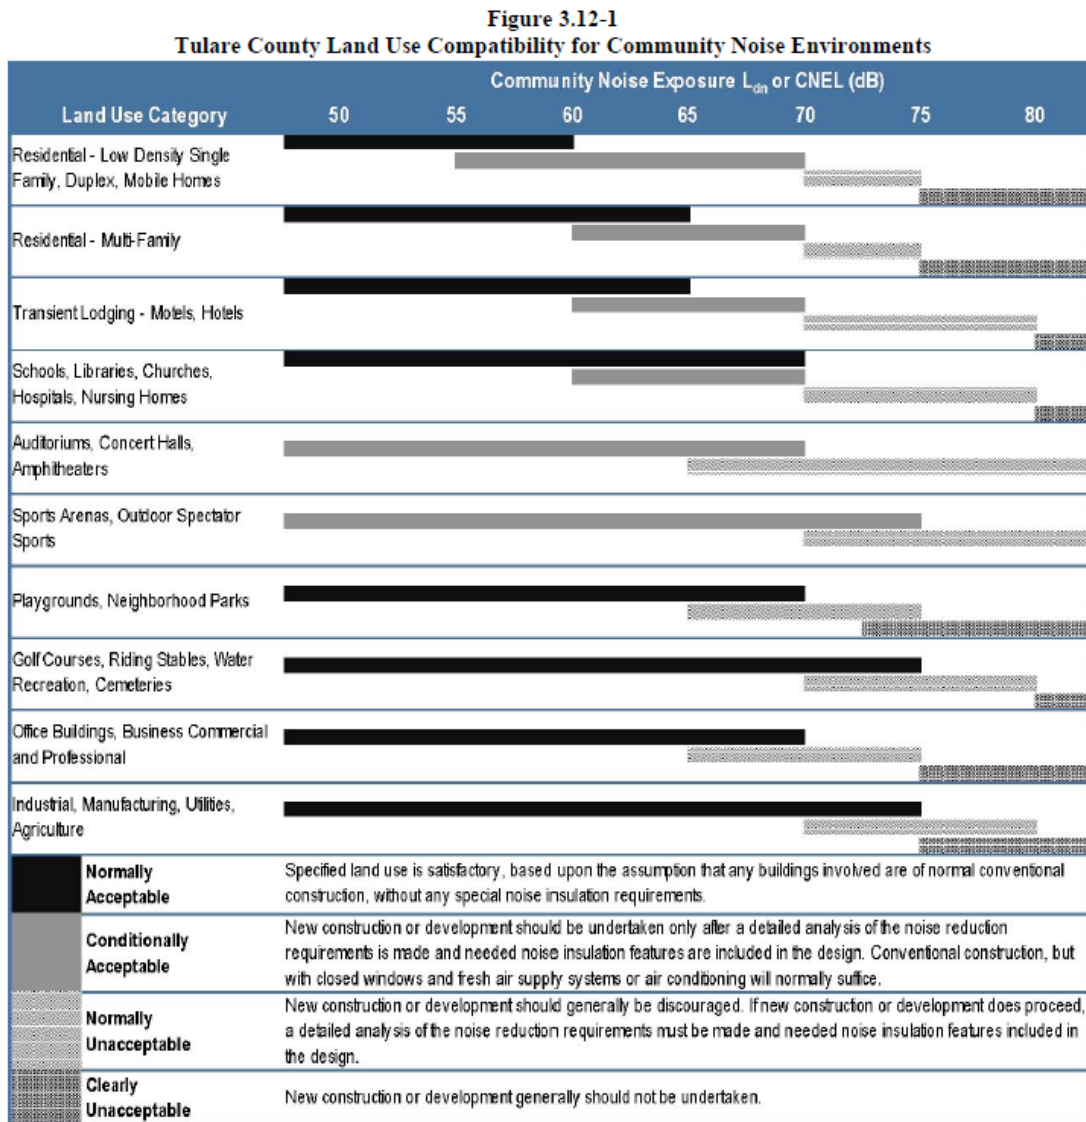 Figure 3.12-1
Tulare County Land Use Compatibility for Community Noise Environments
Community Noise Exposure Ldn or CNEL (dB)
Land Use Category 50 55 60 65 70 75 80
Residential - Low Density Single
Family, Duplex, Mobile Homes
Residential - Multi-Family
Transient Lodging - Motels, Hotels
Schools, Libraries, Churches,
Hospitals, Nursing Homes
Auditoriums, Concert Halls,
Amphitheaters
Sports Arenas, Outdoor Spectator
Sports
Playgrounds, Neighborhood Parks
Golf Courses, Riding Stables, Water
Recreation, Cemeteries
Office Buildings, Business Commercial
and Professional
Industrial, Manufacturing, Utilities,
Agriculture
Normally
Acceptable
Specified land use is satisfactory, based upon the assumption that any buildings involved are of normal conventional
construction, without any special noise insulation requirements.
Conditionally
Acceptable
New construction or development should be undertaken only after a detailed analysis of the noise reduction
requirements is made and needed noise insulation features are included in the design. Conventional construction, but
with closed windows and fresh air supply systems or air conditioning will normally suffice.
Normally
Unacceptable
New construction or development should generally be discouraged. If new construction or development does proceed,
a detailed analysis of the noise reduction requirements must be made and needed noise insulation features included in
the design.
Clearly
Unacceptable
New construction or development generally should not be undertaken.